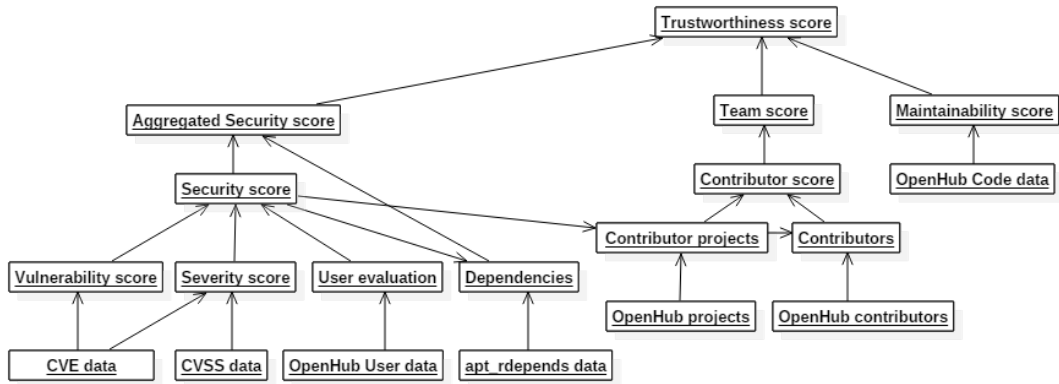 Trustworthiness score
Aggregated Security score
Team score
Maintainability score
Security score
Contributor score
OpenHub Code data
Contributor projects
Contributors
Vulnerability score
Severity score
User evaluation
Dependencies
OpenHub projects
OpenHub contributors
CVE data
CVSS data
OpenHub User data
apt_rdepends data